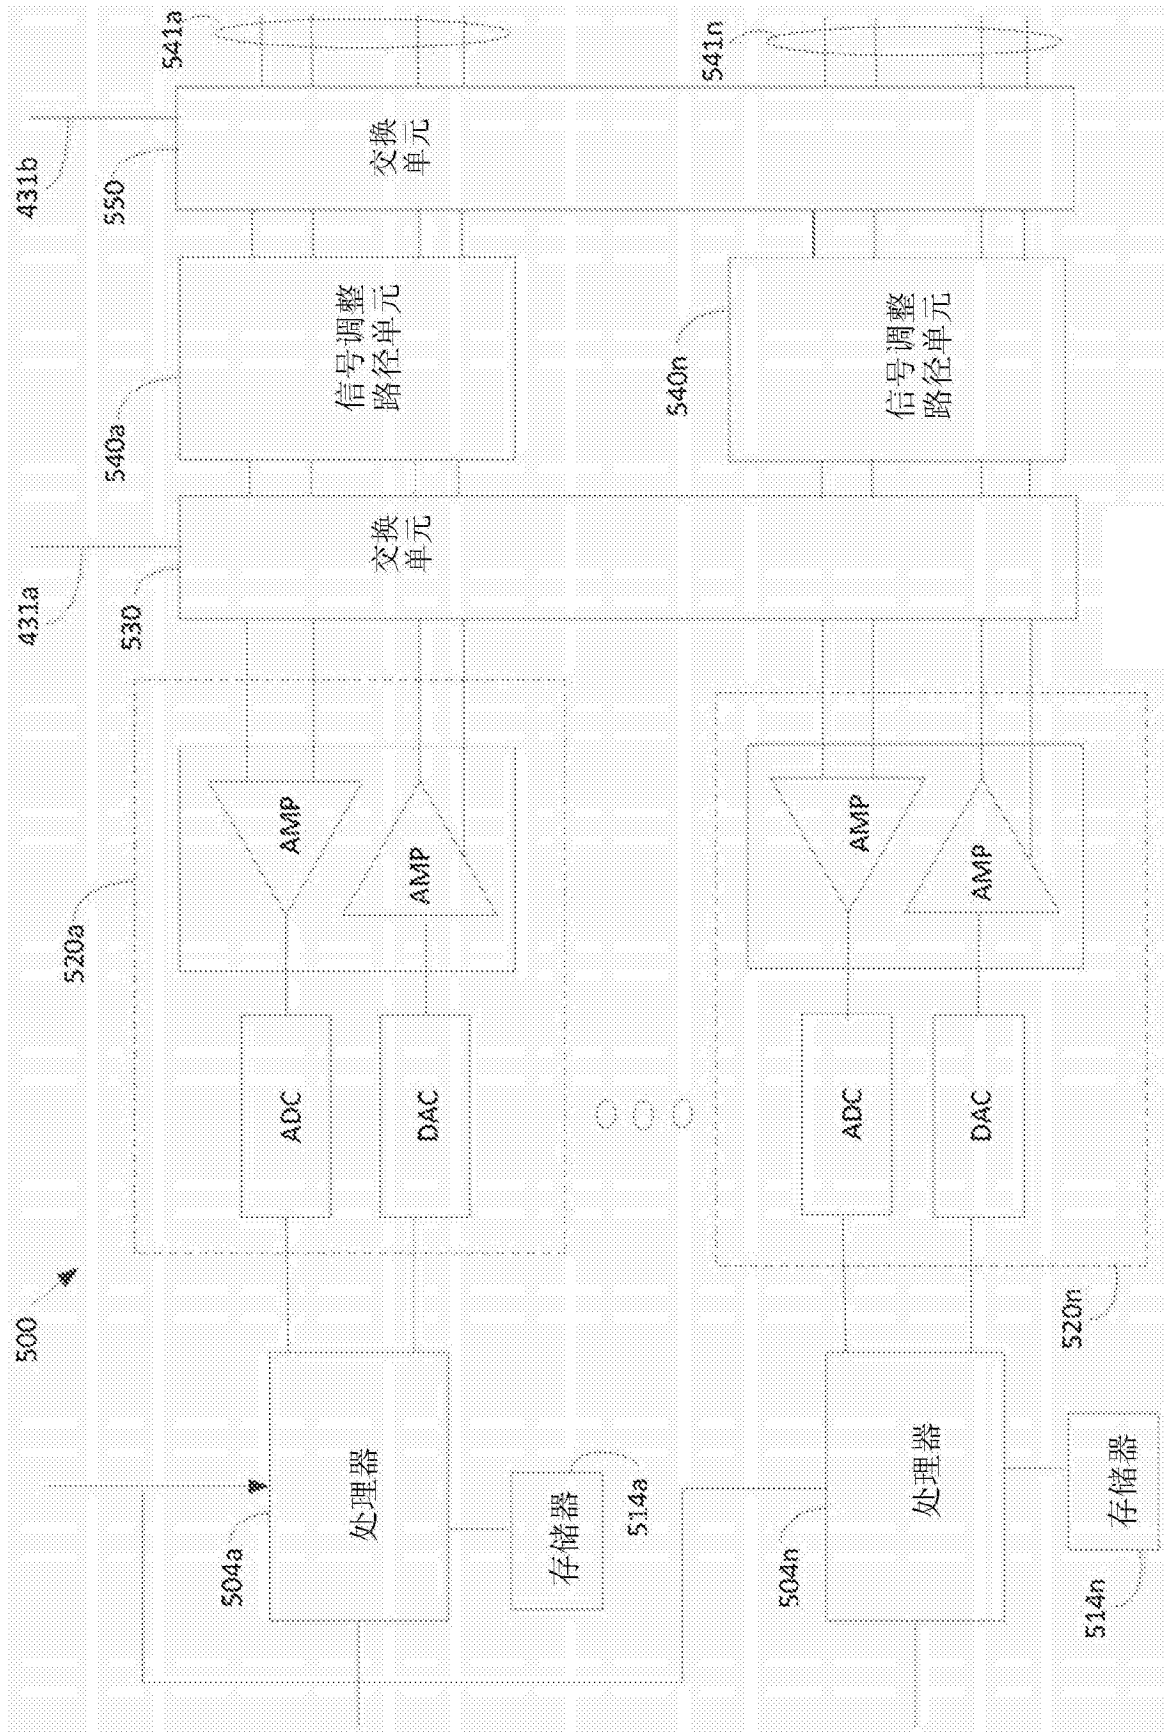 500
504a
处理器
存储器
514a
520a
ADC
DAC
AMP
AMP
431a
530
交换
单元
540a
信号调整
路径单元
431b
550
交换
单元
541a
504n
处理器
存储器
514n
520n
ADC
DAC
AMP
AMP
540n
信号调整
路径单元
541n